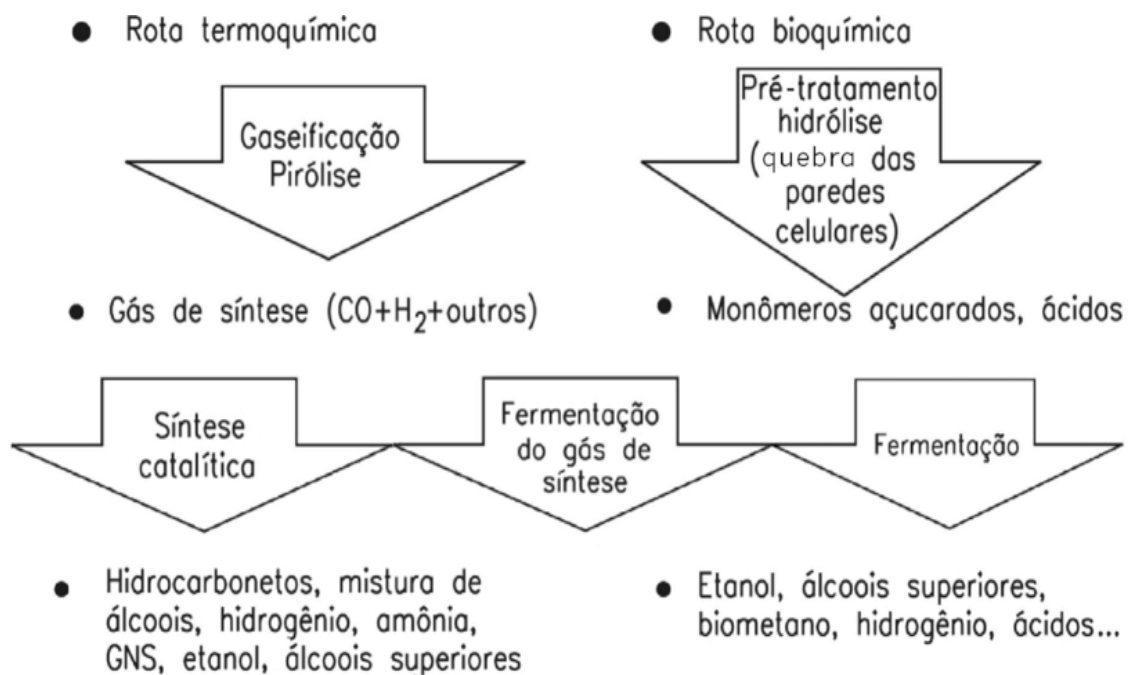 ● Rota termoquímica
● Rota bioquímica
Gaseificação
Pirólise
Pré-tratamento
hidrólise
(quebra das
paredes
celulares)
● Gás de síntese (CO+H₂+outros)
● Monômeros açucarados, ácidos
Síntese
catalítica
Fermentação
do gás de
síntese
Fermentação
● Hidrocarbonetos, mistura de
álcoois, hidrogênio, amônia,
GNS, etanol, álcoois superiores
● Etanol, álcoois superiores,
biometano, hidrogênio, ácidos...